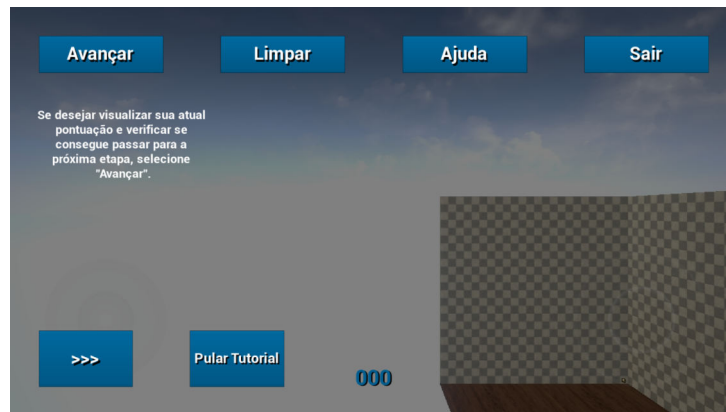 Avançar
Limpar
Ajuda
Sair
Se desejar visualizar sua atual
pontuação e verificar se
consegue passar para a
próxima etapa, selecione
"Avançar".
>>>
Pular Tutorial
000